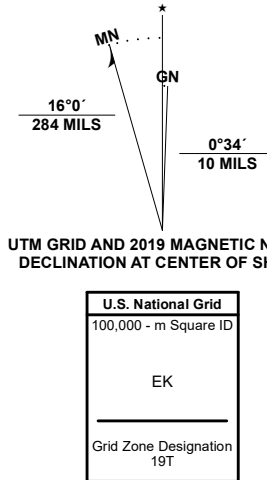 ★
MN
GN
16°0´
284 MILS
0°34´
10 MILS
UTM GRID AND 2019 MAGNETIC
DECLINATION AT CENTER OF
U.S. National Grid
100,000 - m Square ID
EK
Grid Zone Designation
19T